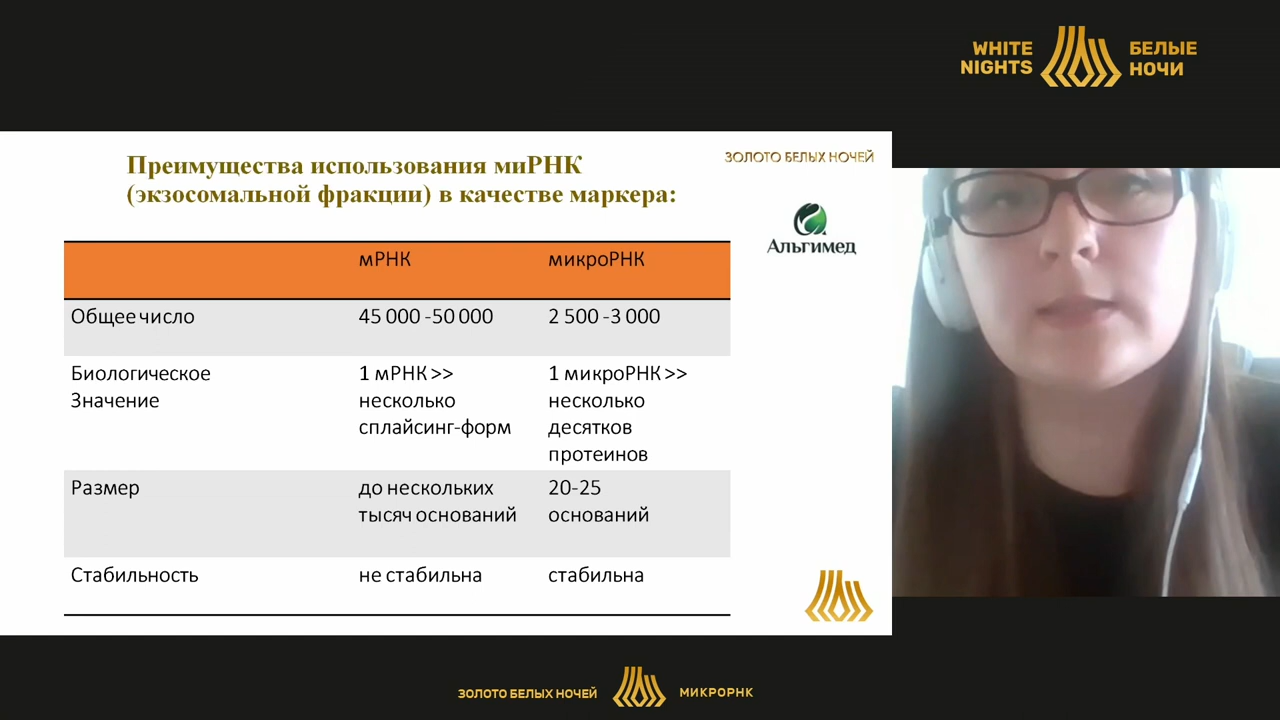 WHITE
NIGHTS
БЕЛЫЕ
НОЧИ
Преимущества использования миРНК
(экзосомальной фракции) в качестве маркера:
ЗОЛОТО БЕЛЫХ НОЧЕЙ
Альгимед
мРНК
микроРНК
Общее число
45 000 -50 000
2 500 -3 000
Биологическое
Значение
1 мРНК >>
несколько
сплайсинг-форм
1 микроРНК >>
несколько
десятков
протеинов
Размер
до нескольких
тысяч оснований
20-25
оснований
Стабильность
не стабильна
стабильна
ЗОЛОТО БЕЛЫХ НОЧЕЙ
МИКРОРНК